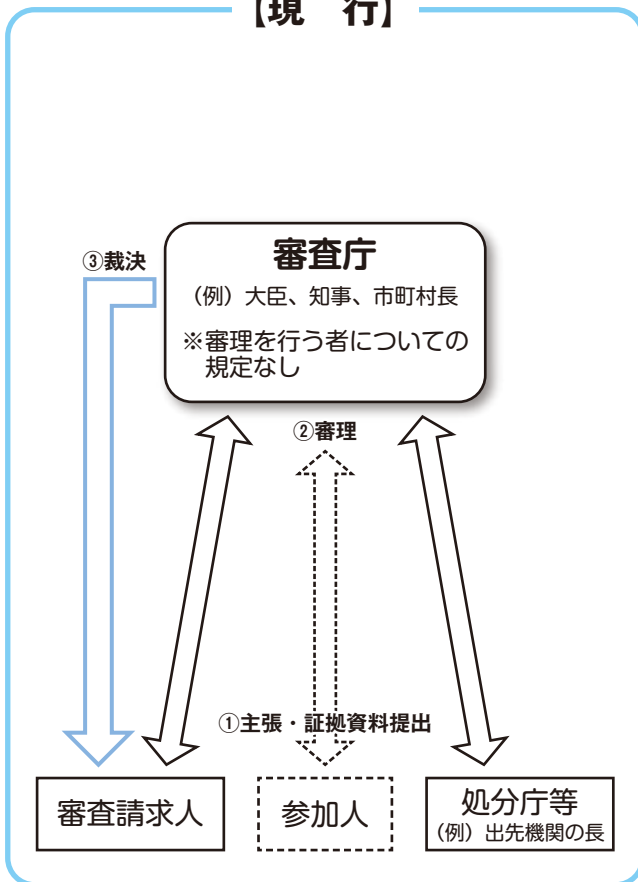 【現　行】
③裁決
審査庁
（例）大臣、知事、市町村長
※審理を行う者についての
規定なし
②審理
①主張・証拠資料提出
審査請求人
参加人
処分庁等
（例）出先機関の長